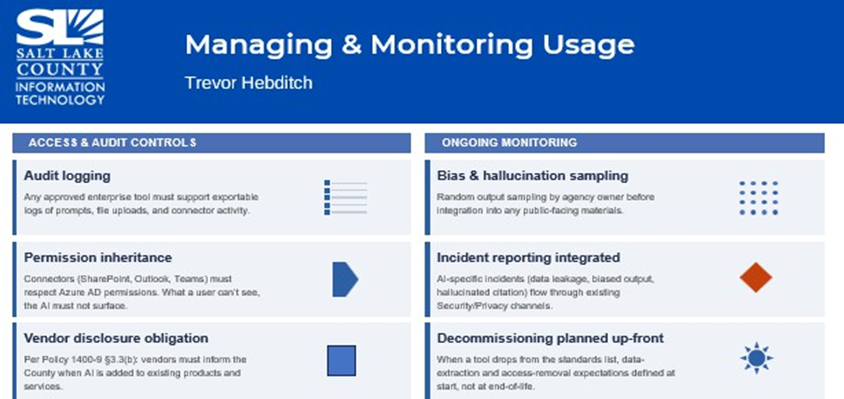 SL
SALT LAKE
COUNTY
INFORMATION
TECHNOLOGY
Managing & Monitoring Usage
Trevor Hebditch
ACCESS & AUDIT CONTROLS
Audit logging
Any approved enterprise tool must support exportable
logs of prompts, file uploads, and connector activity.
Permission inheritance
Connectors (SharePoint, Outlook, Teams) must
respect Azure AD permissions. What a user can't see,
the AI must not surface.
Vendor disclosure obligation
Per Policy 1400-9 §3.3(b): vendors must inform the
County when AI is added to existing products and
services.
ONGOING MONITORING
Bias & hallucination sampling
Random output sampling by agency owner before
integration into any public-facing materials.
Incident reporting integrated
AI-specific incidents (data leakage, biased output,
hallucinated citation) flow through existing
Security/Privacy channels.
Decommissioning planned up-front
When a tool drops from the standards list, data-
extraction and access-removal expectations defined at
start, not at end-of-life.